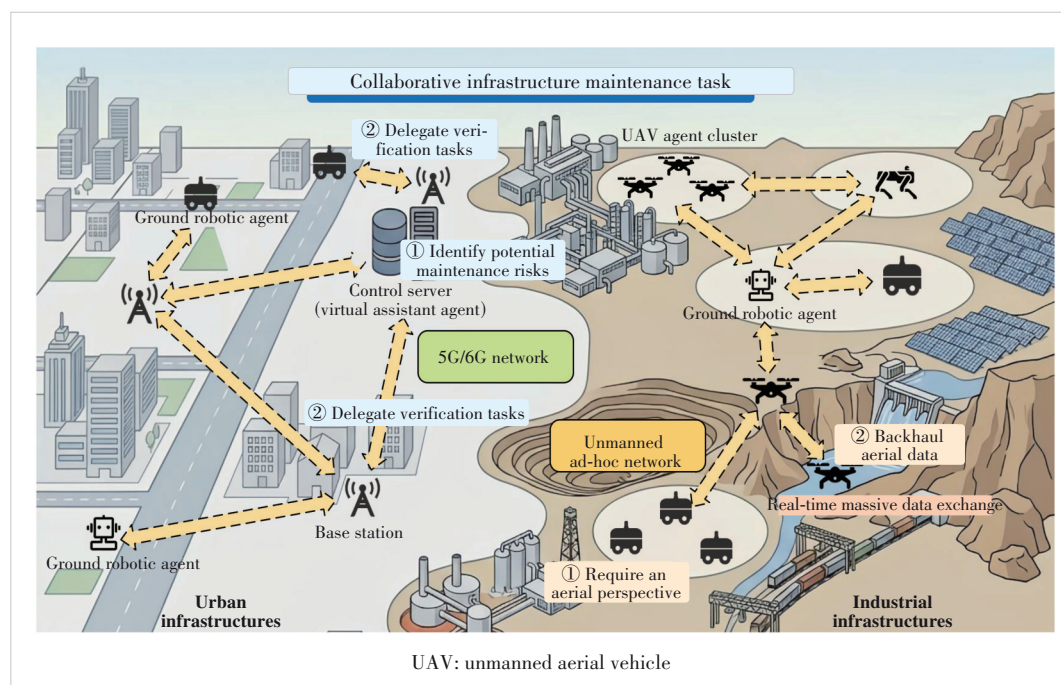 Collaborative infrastructure maintenance task
② Delegate veri-
fication tasks
UAV agent cluster
Ground robotic agent
① Identify potential
maintenance risks
Control server
(virtual assistant agent)
Ground robotic agent
5G/6G network
② Delegate verification tasks
Unmanned
ad-hoc network
② Backhaul
aerial data
Real-time massive data exchange
Base station
Ground robotic agent
① Require an
aerial perspective
Urban
infrastructures
Industrial
infrastructures
UAV: unmanned aerial vehicle